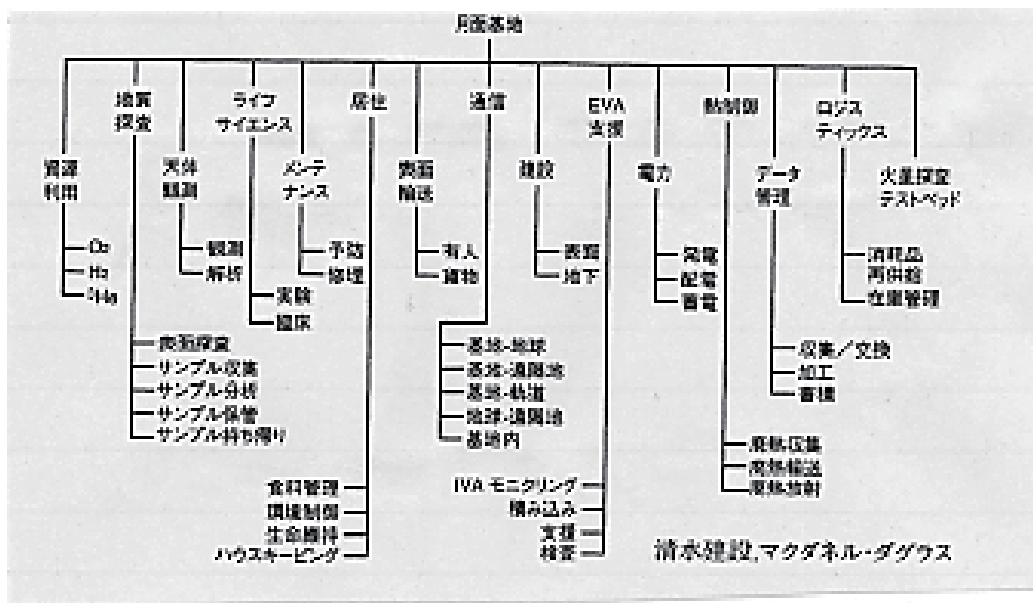 月面基地
地質
探査
ライフ
サイエンス
居住
通信
EVA
支援
熱制御
ロジス
ティックス
資源
利用
天体
観測
メンテ
ナンス
表面
輸送
建設
電力
データ
管理
火星探査
テストベッド
O₂
H₂
³He
観測
解析
予防
修理
有人
貨物
表面
地下
発電
配電
蓄電
消耗品
再供給
在庫管理
実験
臨床
表面探査
サンプル収集
サンプル分析
サンプル保管
サンプル持ち帰り
基地-地球
基地-遠隔地
基地-軌道
地球-遠隔地
基地内
収集/交換
加工
蓄積
廃熱収集
廃熱輸送
廃熱放射
食料管理
環境制御
生命維持
ハウスキーピング
IVA モニタリング
積み込み
支援
検査
清水建設,マクダネル・ダグラス